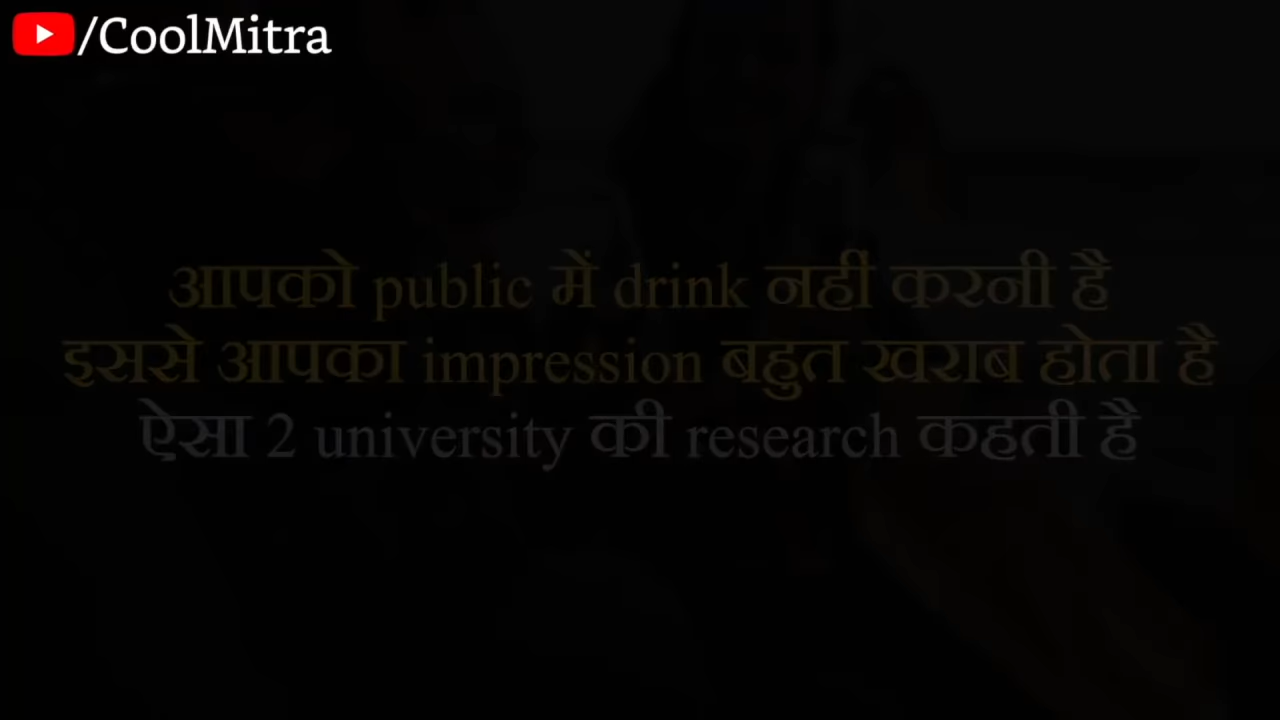 /CoolMitra
आपको public में drink नहीं करनी है
इससे आपका impression बहुत खराब होता है
ऐसा 2 university की research कहती है